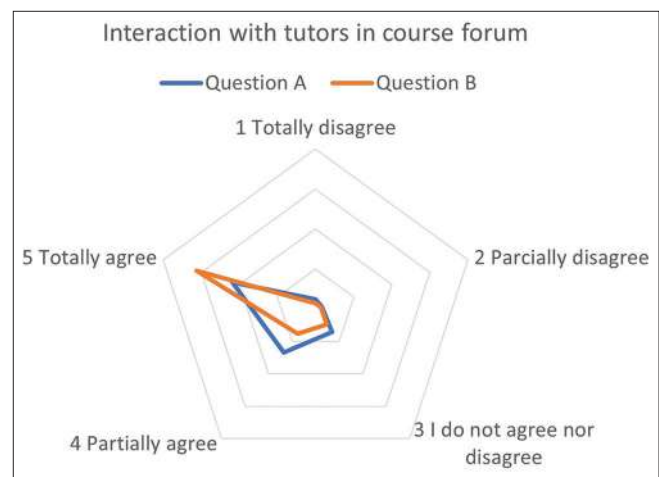 Interaction with tutors in course forum
Question A
Question B
1 Totally disagree
5 Totally agree
2 Parcially disagree
4 Partially agree
3 I do not agree nor
disagree